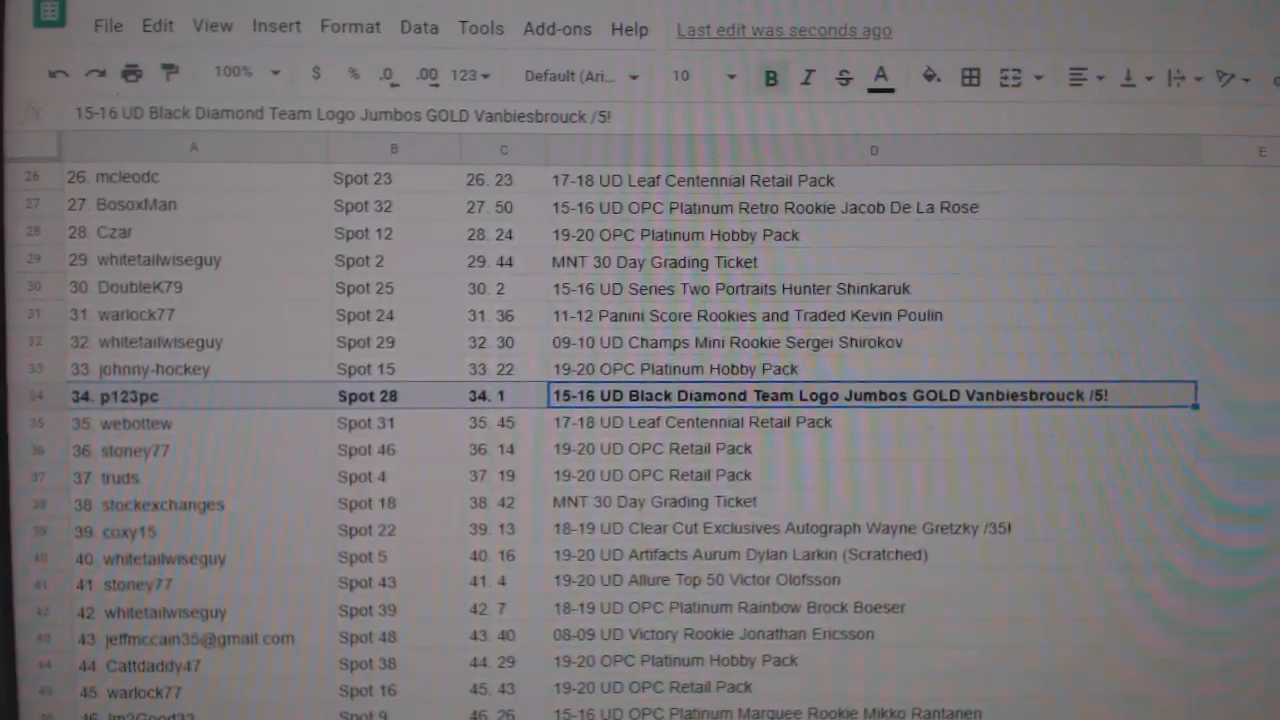 File Edit View Insert Format Data Tools Add-ons Help Last edit was seconds ago
100% $ % .0 .00 123 Default (Ari... 10 B I S A
fx 15-16 UD Black Diamond Team Logo Jumbos GOLD Vanbiesbrouck /5!
A B C D E
26 26. mcleodc Spot 23 26. 23 17-18 UD Leaf Centennial Retail Pack
27 27. BosoxMan Spot 32 27. 50 15-16 UD OPC Platinum Retro Rookie Jacob De La Rose
28 28. Czar Spot 12 28. 24 19-20 OPC Platinum Hobby Pack
29 29. whitetailwiseguy Spot 2 29. 44 MNT 30 Day Grading Ticket
30 30. DoubleK79 Spot 25 30. 2 15-16 UD Series Two Portraits Hunter Shinkaruk
31 31. warlock77 Spot 24 31. 36 11-12 Panini Score Rookies and Traded Kevin Poulin
32 32. whitetailwiseguy Spot 29 32. 30 09-10 UD Champs Mini Rookie Sergei Shirokov
33 33. johnny-hockey Spot 15 33. 22 19-20 OPC Platinum Hobby Pack
34 34. p123pc Spot 28 34. 1 15-16 UD Black Diamond Team Logo Jumbos GOLD Vanbiesbrouck /5!
35 35. webottew Spot 31 35. 45 17-18 UD Leaf Centennial Retail Pack
36 36. stoney77 Spot 46 36. 14 19-20 UD OPC Retail Pack
37 37. truds Spot 4 37. 19 19-20 UD OPC Retail Pack
38 38. stockexchanges Spot 18 38. 42 MNT 30 Day Grading Ticket
39 39. coxy15 Spot 22 39. 13 18-19 UD Clear Cut Exclusives Autograph Wayne Gretzky /35!
40 40. whitetailwiseguy Spot 5 40. 16 19-20 UD Artifacts Aurum Dylan Larkin (Scratched)
41 41. stoney77 Spot 43 41. 4 19-20 UD Allure Top 50 Victor Olofsson
42 42. whitetailwiseguy Spot 39 42. 7 18-19 UD OPC Platinum Rainbow Brock Boeser
43 43. jeffmccain35@gmail.com Spot 48 43. 40 08-09 UD Victory Rookie Jonathan Ericsson
44 44. Cattdaddy47 Spot 38 44. 29 19-20 OPC Platinum Hobby Pack
45 45. warlock77 Spot 16 45. 43 19-20 UD OPC Retail Pack
46. Spot 9 46. 26 15-16 UD OPC Platinum Marquee Rookie Mikko Rantanen